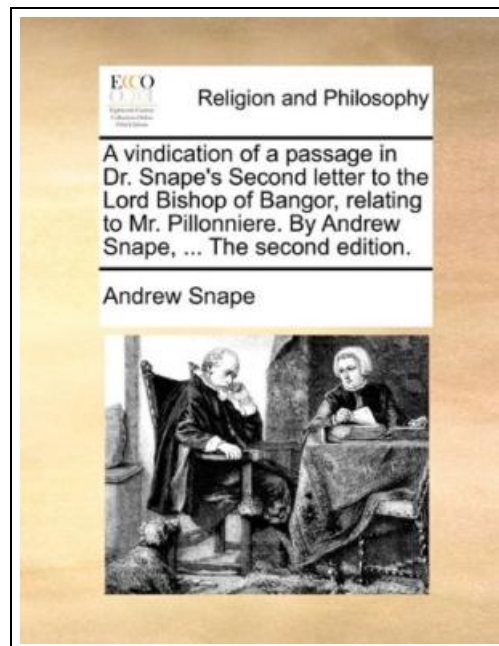 ECCO
Religion and Philosophy
A vindication of a passage in
Dr. Snape's Second letter to the
Lord Bishop of Bangor, relating
to Mr. Pillonniere. By Andrew
Snape, ... The second edition.
Andrew Snape